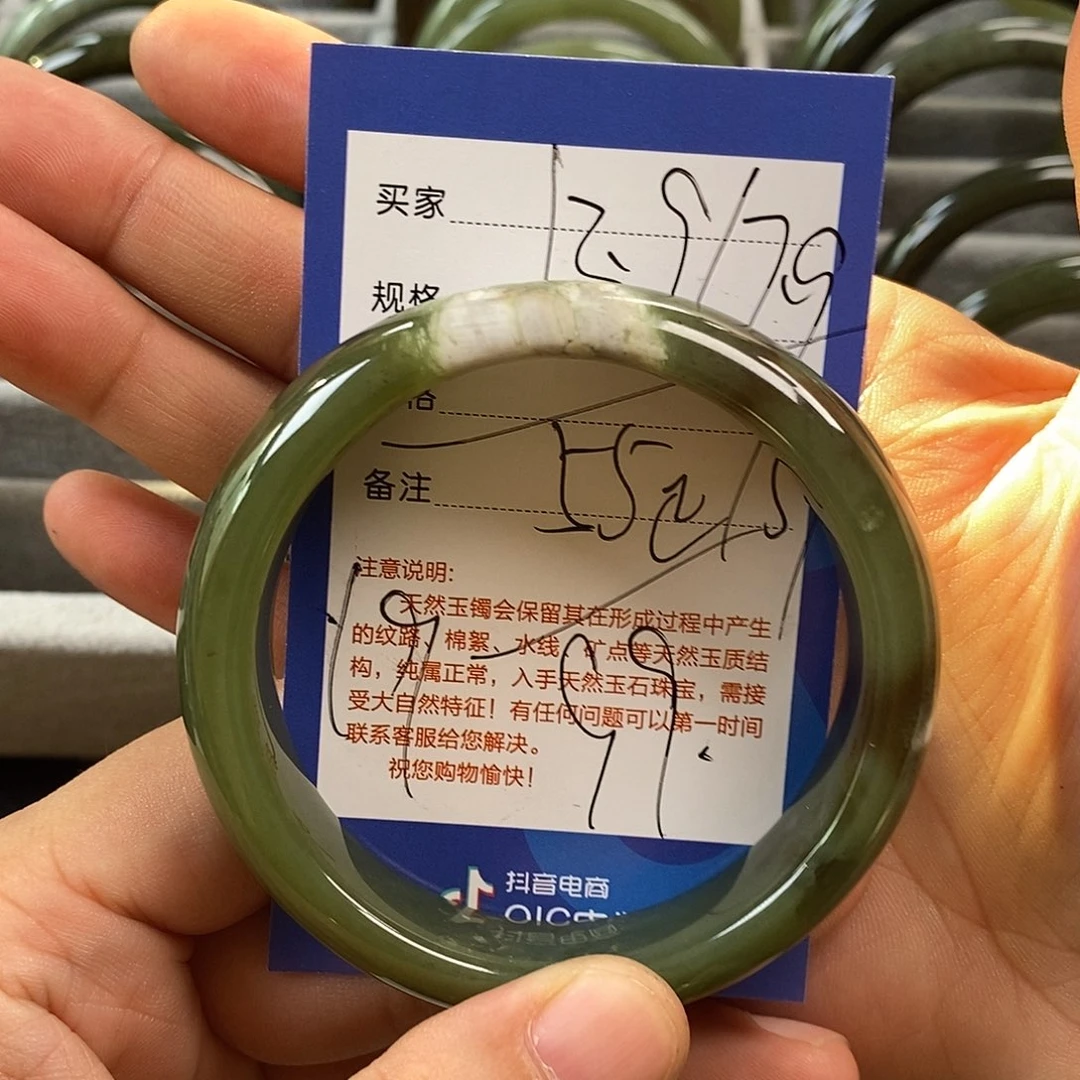 买家
规格
格
备注
注意说明:
天然玉镯会保留其在形成过程中产生
的纹路、棉絮、水线、矿点等天然玉质结
构，纯属正常，入手天然玉石珠宝，需接
受大自然特征！有任何问题可以第一时间
联系客服给您解决。
祝您购物愉快！
抖音电商
QIC